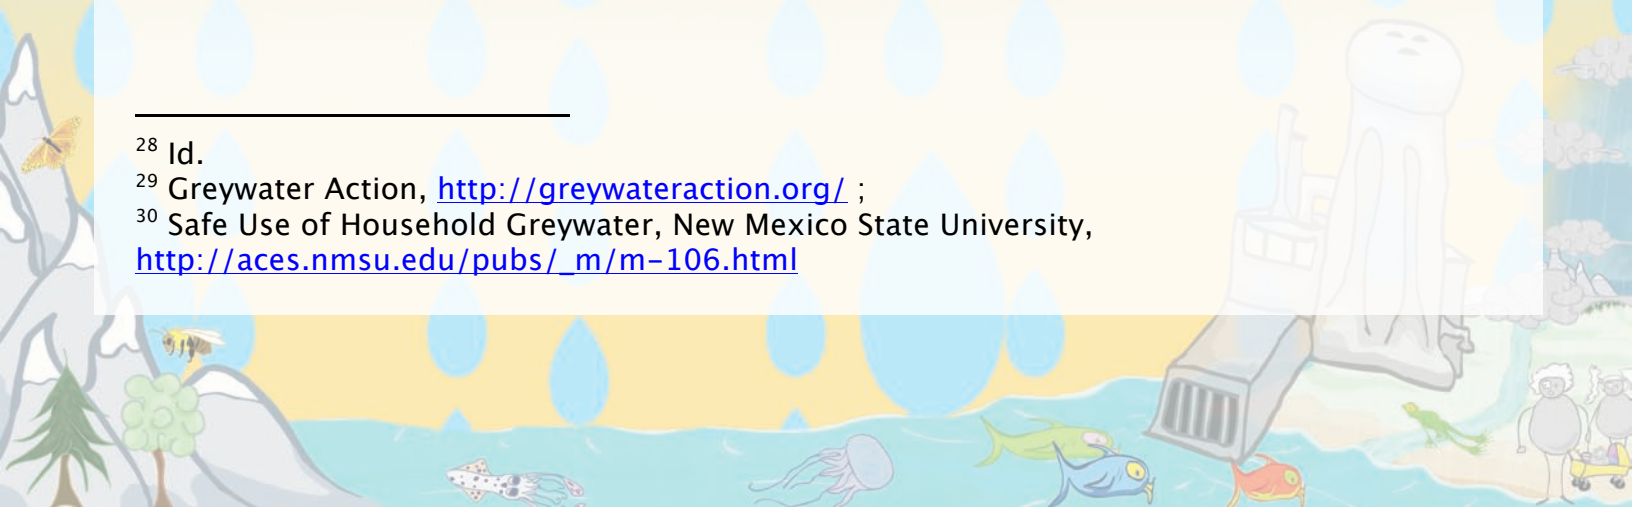 28 Id.
29 Greywater Action, http://greywateraction.org/ ;
30 Safe Use of Household Greywater, New Mexico State University,
http://aces.nmsu.edu/pubs/_m/m-106.html